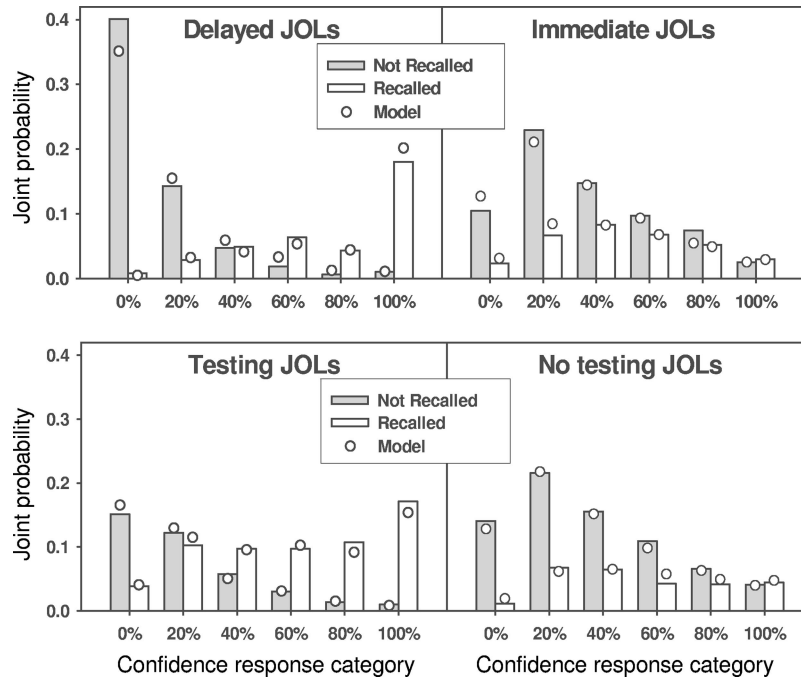 Delayed JOLs Immediate JOLs
Not Recalled
Recalled
Model
Joint probability
0.4
0.3
0.2
0.1
0.0
0% 20% 40% 60% 80% 100% 0% 20% 40% 60% 80% 100%
Testing JOLs No testing JOLs
Not Recalled
Recalled
Model
Joint probability
0.4
0.3
0.2
0.1
0.0
0% 20% 40% 60% 80% 100% 0% 20% 40% 60% 80% 100%
Confidence response category Confidence response category